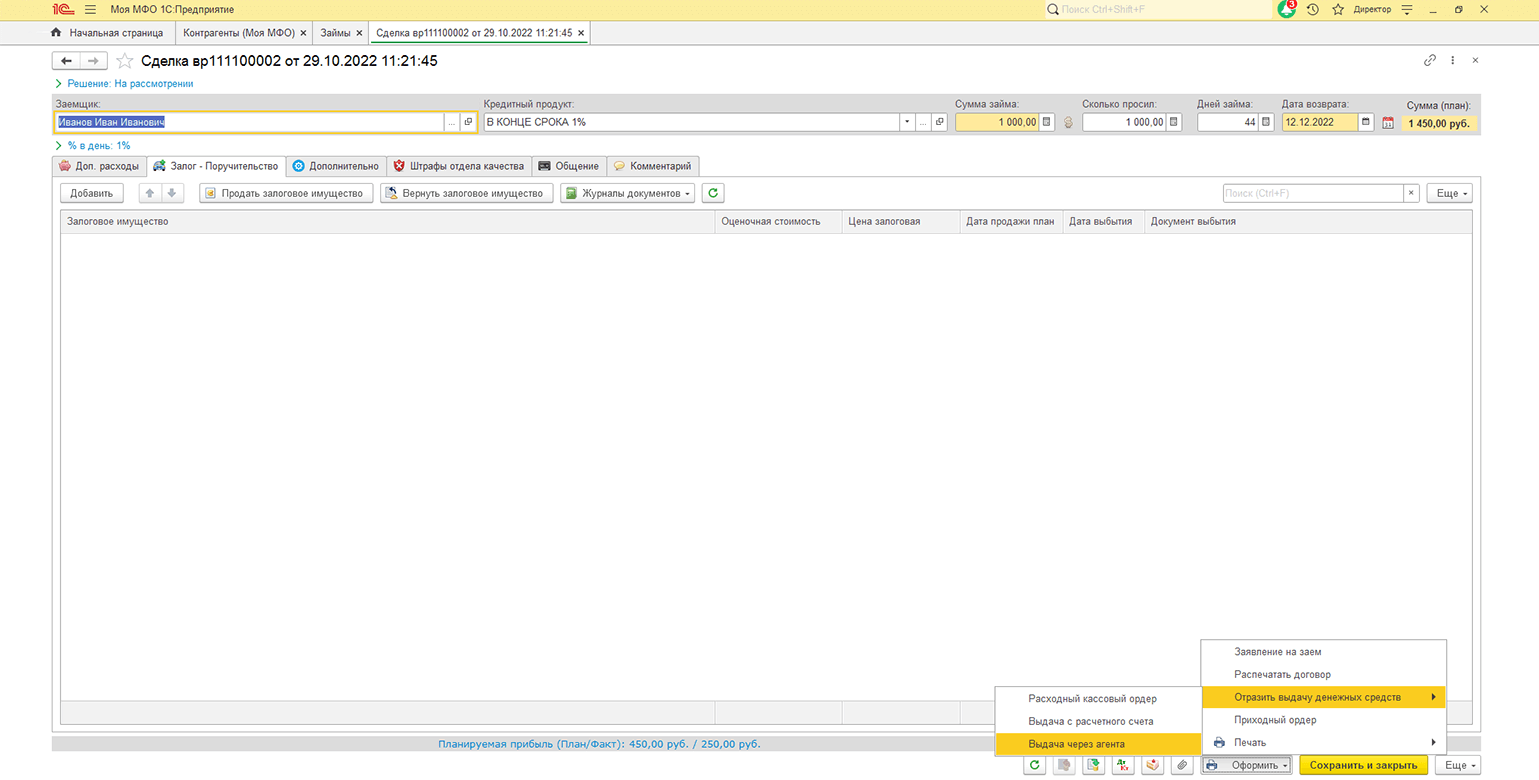 1С Моя МФО 1С:Предприятие Поиск Ctrl+Shift+F 3 Директор
Начальная страница Контрагенты (Моя МФО) × Займы × Сделка вр111100002 от 29.10.2022 11:21:45 ×
Сделка вр111100002 от 29.10.2022 11:21:45
Решение: На рассмотрении
Заемщик: Кредитный продукт: Сумма займа: Сколько просил: Дней займа: Дата возврата: Сумма (план):
Иванов Иван Иванович ... В КОНЦЕ СРОКА 1% ... 1 000,00 1 000,00 44 12.12.2022 1 450,00 руб.
% в день: 1%
Доп. расходы Залог - Поручительство Дополнительно Штрафы отдела качества Общение Комментарий
Добавить Продать залоговое имущество Вернуть залоговое имущество Журналы документов Поиск (Ctrl+F) × Еще
Залоговое имущество Оценочная стоимость Цена залоговая Дата продажи план Дата выбытия Документ выбытия
Заявление на заем
Распечатать договор
Отразить выдачу денежных средств
Приходный ордер
Печать
Расходный кассовый ордер
Выдача с расчетного счета
Выдача через агента
Планируемая прибыль (План/Факт): 450,00 руб. / 250,00 руб.
Дт Кт Оформить Сохранить и закрыть Еще